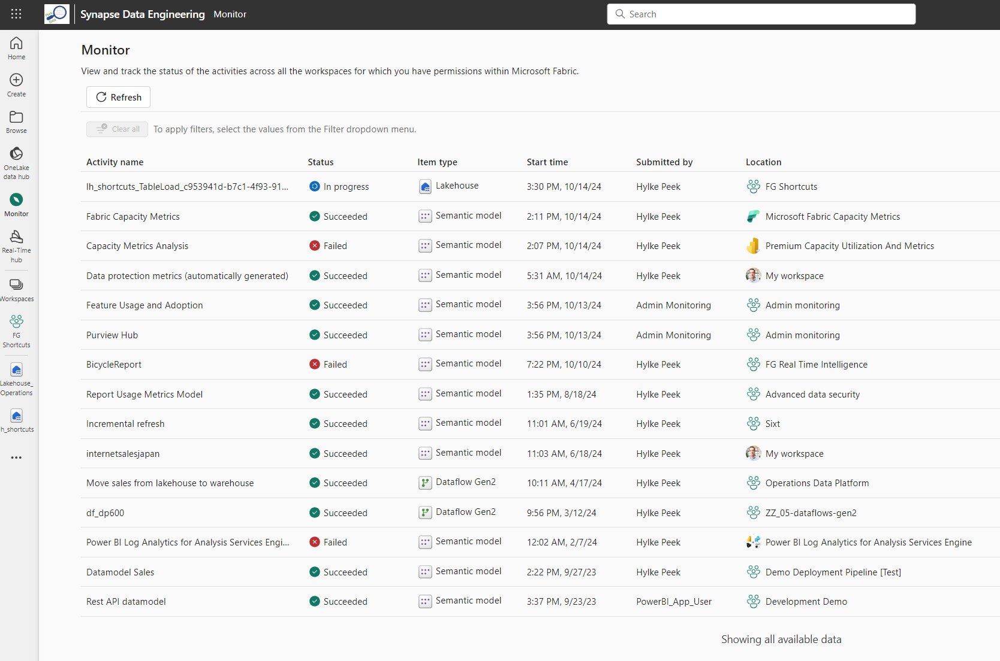 Synapse Data Engineering Monitor
Search
Home
Create
Browse
OneLake
data hub
Monitor
Real-Time
hub
Workspaces
FG
Shortcuts
Lakehouse_
Operations
lh_shortcuts
Monitor
View and track the status of the activities across all the workspaces for which you have permissions within Microsoft Fabric.
Refresh
Clear all To apply filters, select the values from the Filter dropdown menu.
Activity name Status Item type Start time Submitted by Location
lh_shortcuts_TableLoad_c953941d-b7c1-4f93-91... In progress Lakehouse 3:30 PM, 10/14/24 Hylke Peek FG Shortcuts
Fabric Capacity Metrics Succeeded Semantic model 2:11 PM, 10/14/24 Hylke Peek Microsoft Fabric Capacity Metrics
Capacity Metrics Analysis Failed Semantic model 2:07 PM, 10/14/24 Hylke Peek Premium Capacity Utilization And Metrics
Data protection metrics (automatically generated) Succeeded Semantic model 5:31 AM, 10/14/24 Hylke Peek My workspace
Feature Usage and Adoption Succeeded Semantic model 3:56 PM, 10/13/24 Admin Monitoring Admin monitoring
Purview Hub Succeeded Semantic model 3:56 PM, 10/13/24 Admin Monitoring Admin monitoring
BicycleReport Failed Semantic model 7:22 PM, 10/10/24 Hylke Peek FG Real Time Intelligence
Report Usage Metrics Model Succeeded Semantic model 1:35 PM, 8/18/24 Hylke Peek Advanced data security
Incremental refresh Succeeded Semantic model 11:01 AM, 6/19/24 Hylke Peek Sixt
internetsalesjapan Succeeded Semantic model 11:03 AM, 6/18/24 Hylke Peek My workspace
Move sales from lakehouse to warehouse Succeeded Dataflow Gen2 10:11 AM, 4/17/24 Hylke Peek Operations Data Platform
df_dp600 Succeeded Dataflow Gen2 9:56 PM, 3/12/24 Hylke Peek ZZ_05-dataflows-gen2
Power BI Log Analytics for Analysis Services Engi... Failed Semantic model 12:02 AM, 2/7/24 Hylke Peek Power BI Log Analytics for Analysis Services Engine
Datamodel Sales Succeeded Semantic model 2:22 PM, 9/27/23 Hylke Peek Demo Deployment Pipeline [Test]
Rest API datamodel Succeeded Semantic model 3:37 PM, 9/23/23 PowerBI_App_User Development Demo
Showing all available data